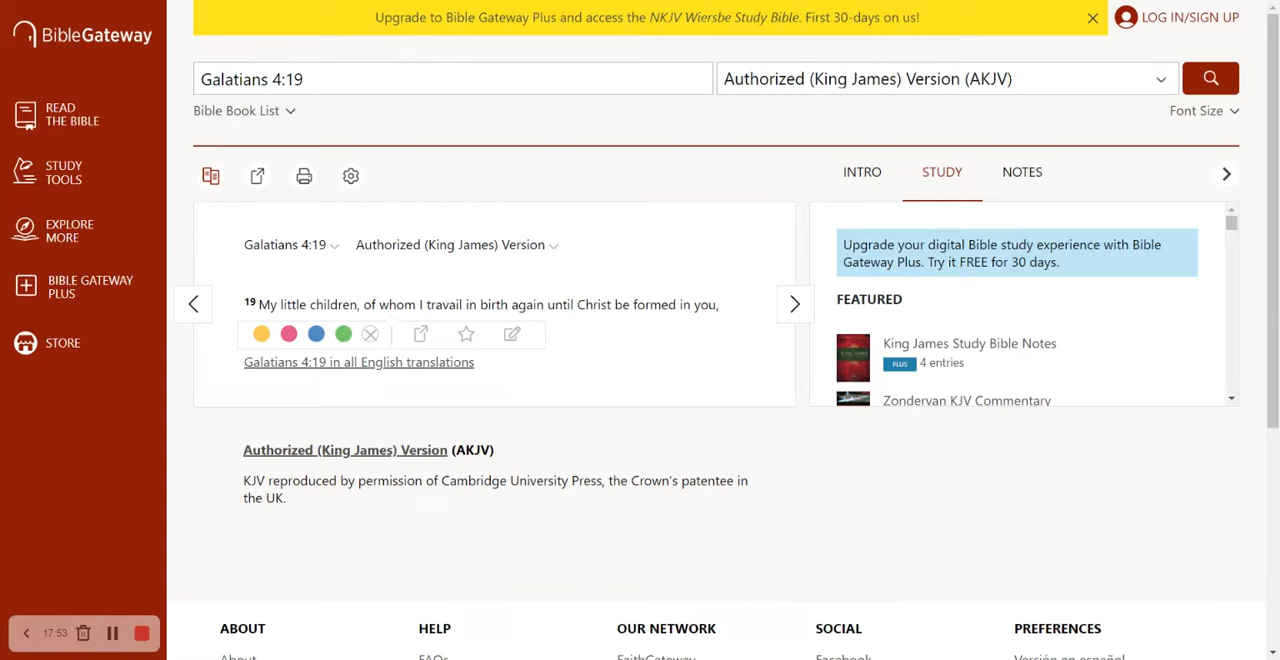 Upgrade to Bible Gateway Plus and access the NKJV Wiersbe Study Bible. First 30-days on us!
LOG IN/SIGN UP
BibleGateway
Galatians 4:19
Authorized (King James) Version (AKJV)
Bible Book List
Font Size
READ
THE BIBLE
STUDY
TOOLS
EXPLORE
MORE
BIBLE GATEWAY
PLUS
STORE
INTRO
STUDY
NOTES
Galatians 4:19
Authorized (King James) Version
19 My little children, of whom I travail in birth again until Christ be formed in you,
Galatians 4:19 in all English translations
Upgrade your digital Bible study experience with Bible
Gateway Plus. Try it FREE for 30 days.
FEATURED
King James Study Bible Notes
PLUS 4 entries
Zondervan KJV Commentary
Authorized (King James) Version (AKJV)
KJV reproduced by permission of Cambridge University Press, the Crown's patentee in
the UK.
17:53
ABOUT
HELP
OUR NETWORK
SOCIAL
PREFERENCES
About
FAQs
FaithGateway
Facebook
Versión en español